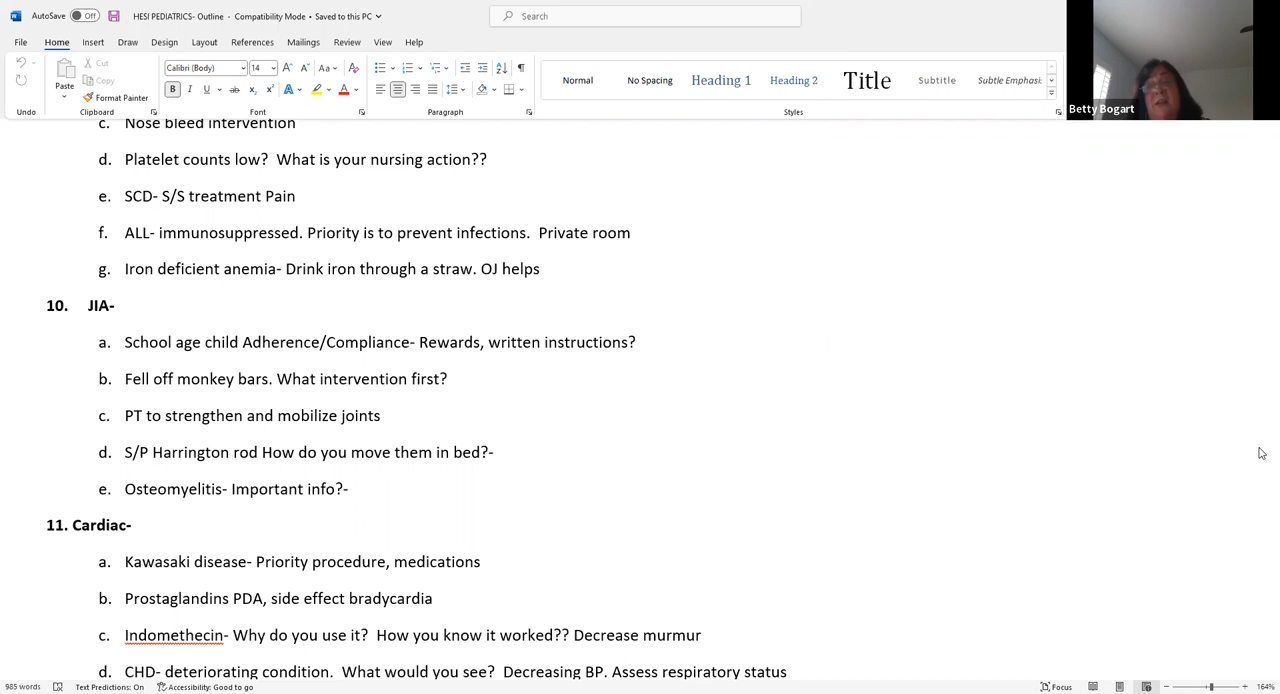 AutoSave Off HESI PEDIATRICS- Outline - Compatibility Mode • Saved to this PC Search
File Home Insert Draw Design Layout References Mailings Review View Help
Cut
Copy
Paste Format Painter
Calibri (Body) 14 Aa
Normal No Spacing Heading 1 Heading 2 Title Subtitle Subtle Emphasi
Undo Clipboard Font Paragraph Styles
Betty Bogart
c. Nose bleed intervention
d. Platelet counts low? What is your nursing action??
e. SCD- S/S treatment Pain
f. ALL- immunosuppressed. Priority is to prevent infections. Private room
g. Iron deficient anemia- Drink iron through a straw. OJ helps
10. JIA-
a. School age child Adherence/Compliance- Rewards, written instructions?
b. Fell off monkey bars. What intervention first?
c. PT to strengthen and mobilize joints
d. S/P Harrington rod How do you move them in bed?-
e. Osteomyelitis- Important info?-
11. Cardiac-
a. Kawasaki disease- Priority procedure, medications
b. Prostaglandins PDA, side effect bradycardia
c. Indomethecin- Why do you use it? How you know it worked?? Decrease murmur
d. CHD- deteriorating condition. What would you see? Decreasing BP. Assess respiratory status
985 words Text Predictions: On Accessibility: Good to go Focus 164%